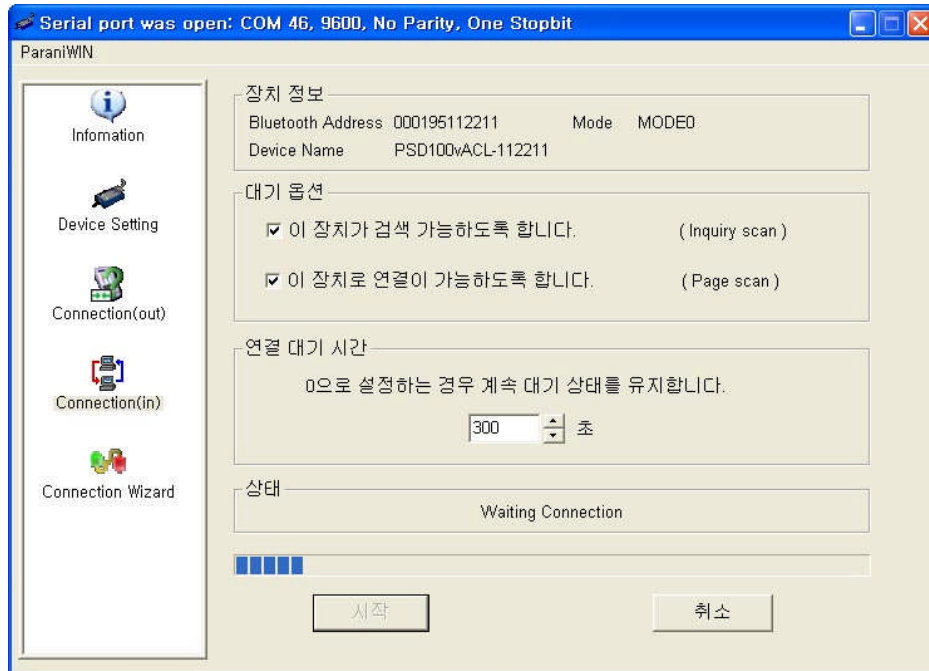 Serial port was open: COM 46, 9600, No Parity, One Stopbit
ParaniWIN
Infomation
Device Setting
Connection(out)
Connection(in)
Connection Wizard
장치 정보
Bluetooth Address 000195112211 Mode MODE0
Device Name PSD100vACL-112211
대기 옵션
이 장치가 검색 가능하도록 합니다. ( Inquiry scan )
이 장치로 연결이 가능하도록 합니다. ( Page scan )
연결 대기 시간
0으로 설정하는 경우 계속 대기 상태를 유지합니다.
300 초
상태
Waiting Connection
시작 취소